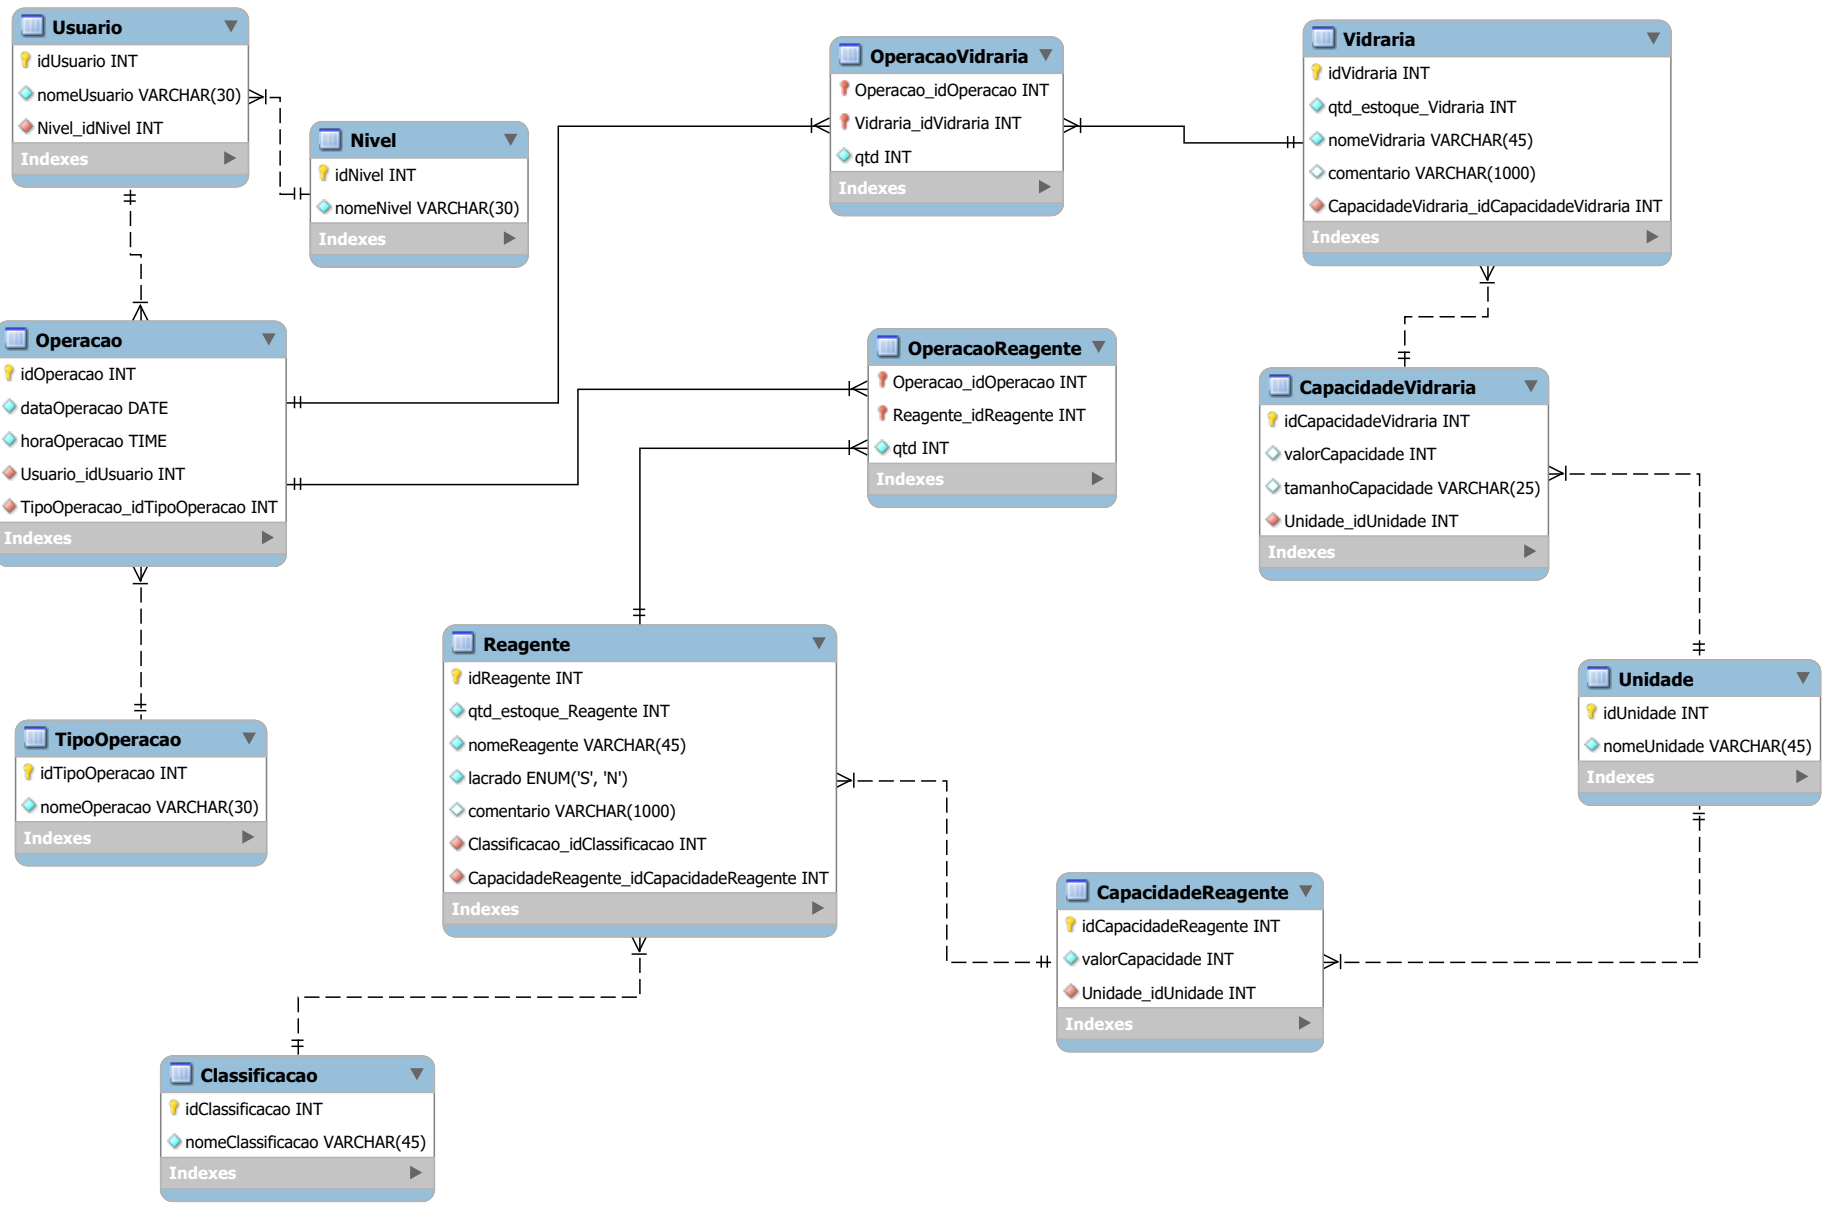 Usuario
idUsuario INT
nomeUsuario VARCHAR(30)
Nivel_idNivel INT
Indexes
Nivel
idNivel INT
nomeNivel VARCHAR(30)
Indexes
OperacaoVidraria
Operacao_idOperacao INT
Vidraria_idVidraria INT
qtd INT
Indexes
Vidraria
idVidraria INT
qtd_estoque_Vidraria INT
nomeVidraria VARCHAR(45)
comentario VARCHAR(1000)
CapacidadeVidraria_idCapacidadeVidraria INT
Indexes
Operacao
idOperacao INT
dataOperacao DATE
horaOperacao TIME
Usuario_idUsuario INT
TipoOperacao_idTipoOperacao INT
Indexes
OperacaoReagente
Operacao_idOperacao INT
Reagente_idReagente INT
qtd INT
Indexes
CapacidadeVidraria
idCapacidadeVidraria INT
valorCapacidade INT
tamanhoCapacidade VARCHAR(25)
Unidade_idUnidade INT
Indexes
TipoOperacao
idTipoOperacao INT
nomeOperacao VARCHAR(30)
Indexes
Reagente
idReagente INT
qtd_estoque_Reagente INT
nomeReagente VARCHAR(45)
lacrado ENUM('S', 'N')
comentario VARCHAR(1000)
Classificacao_idClassificacao INT
CapacidadeReagente_idCapacidadeReagente INT
Indexes
Unidade
idUnidade INT
nomeUnidade VARCHAR(45)
Indexes
CapacidadeReagente
idCapacidadeReagente INT
valorCapacidade INT
Unidade_idUnidade INT
Indexes
Classificacao
idClassificacao INT
nomeClassificacao VARCHAR(45)
Indexes